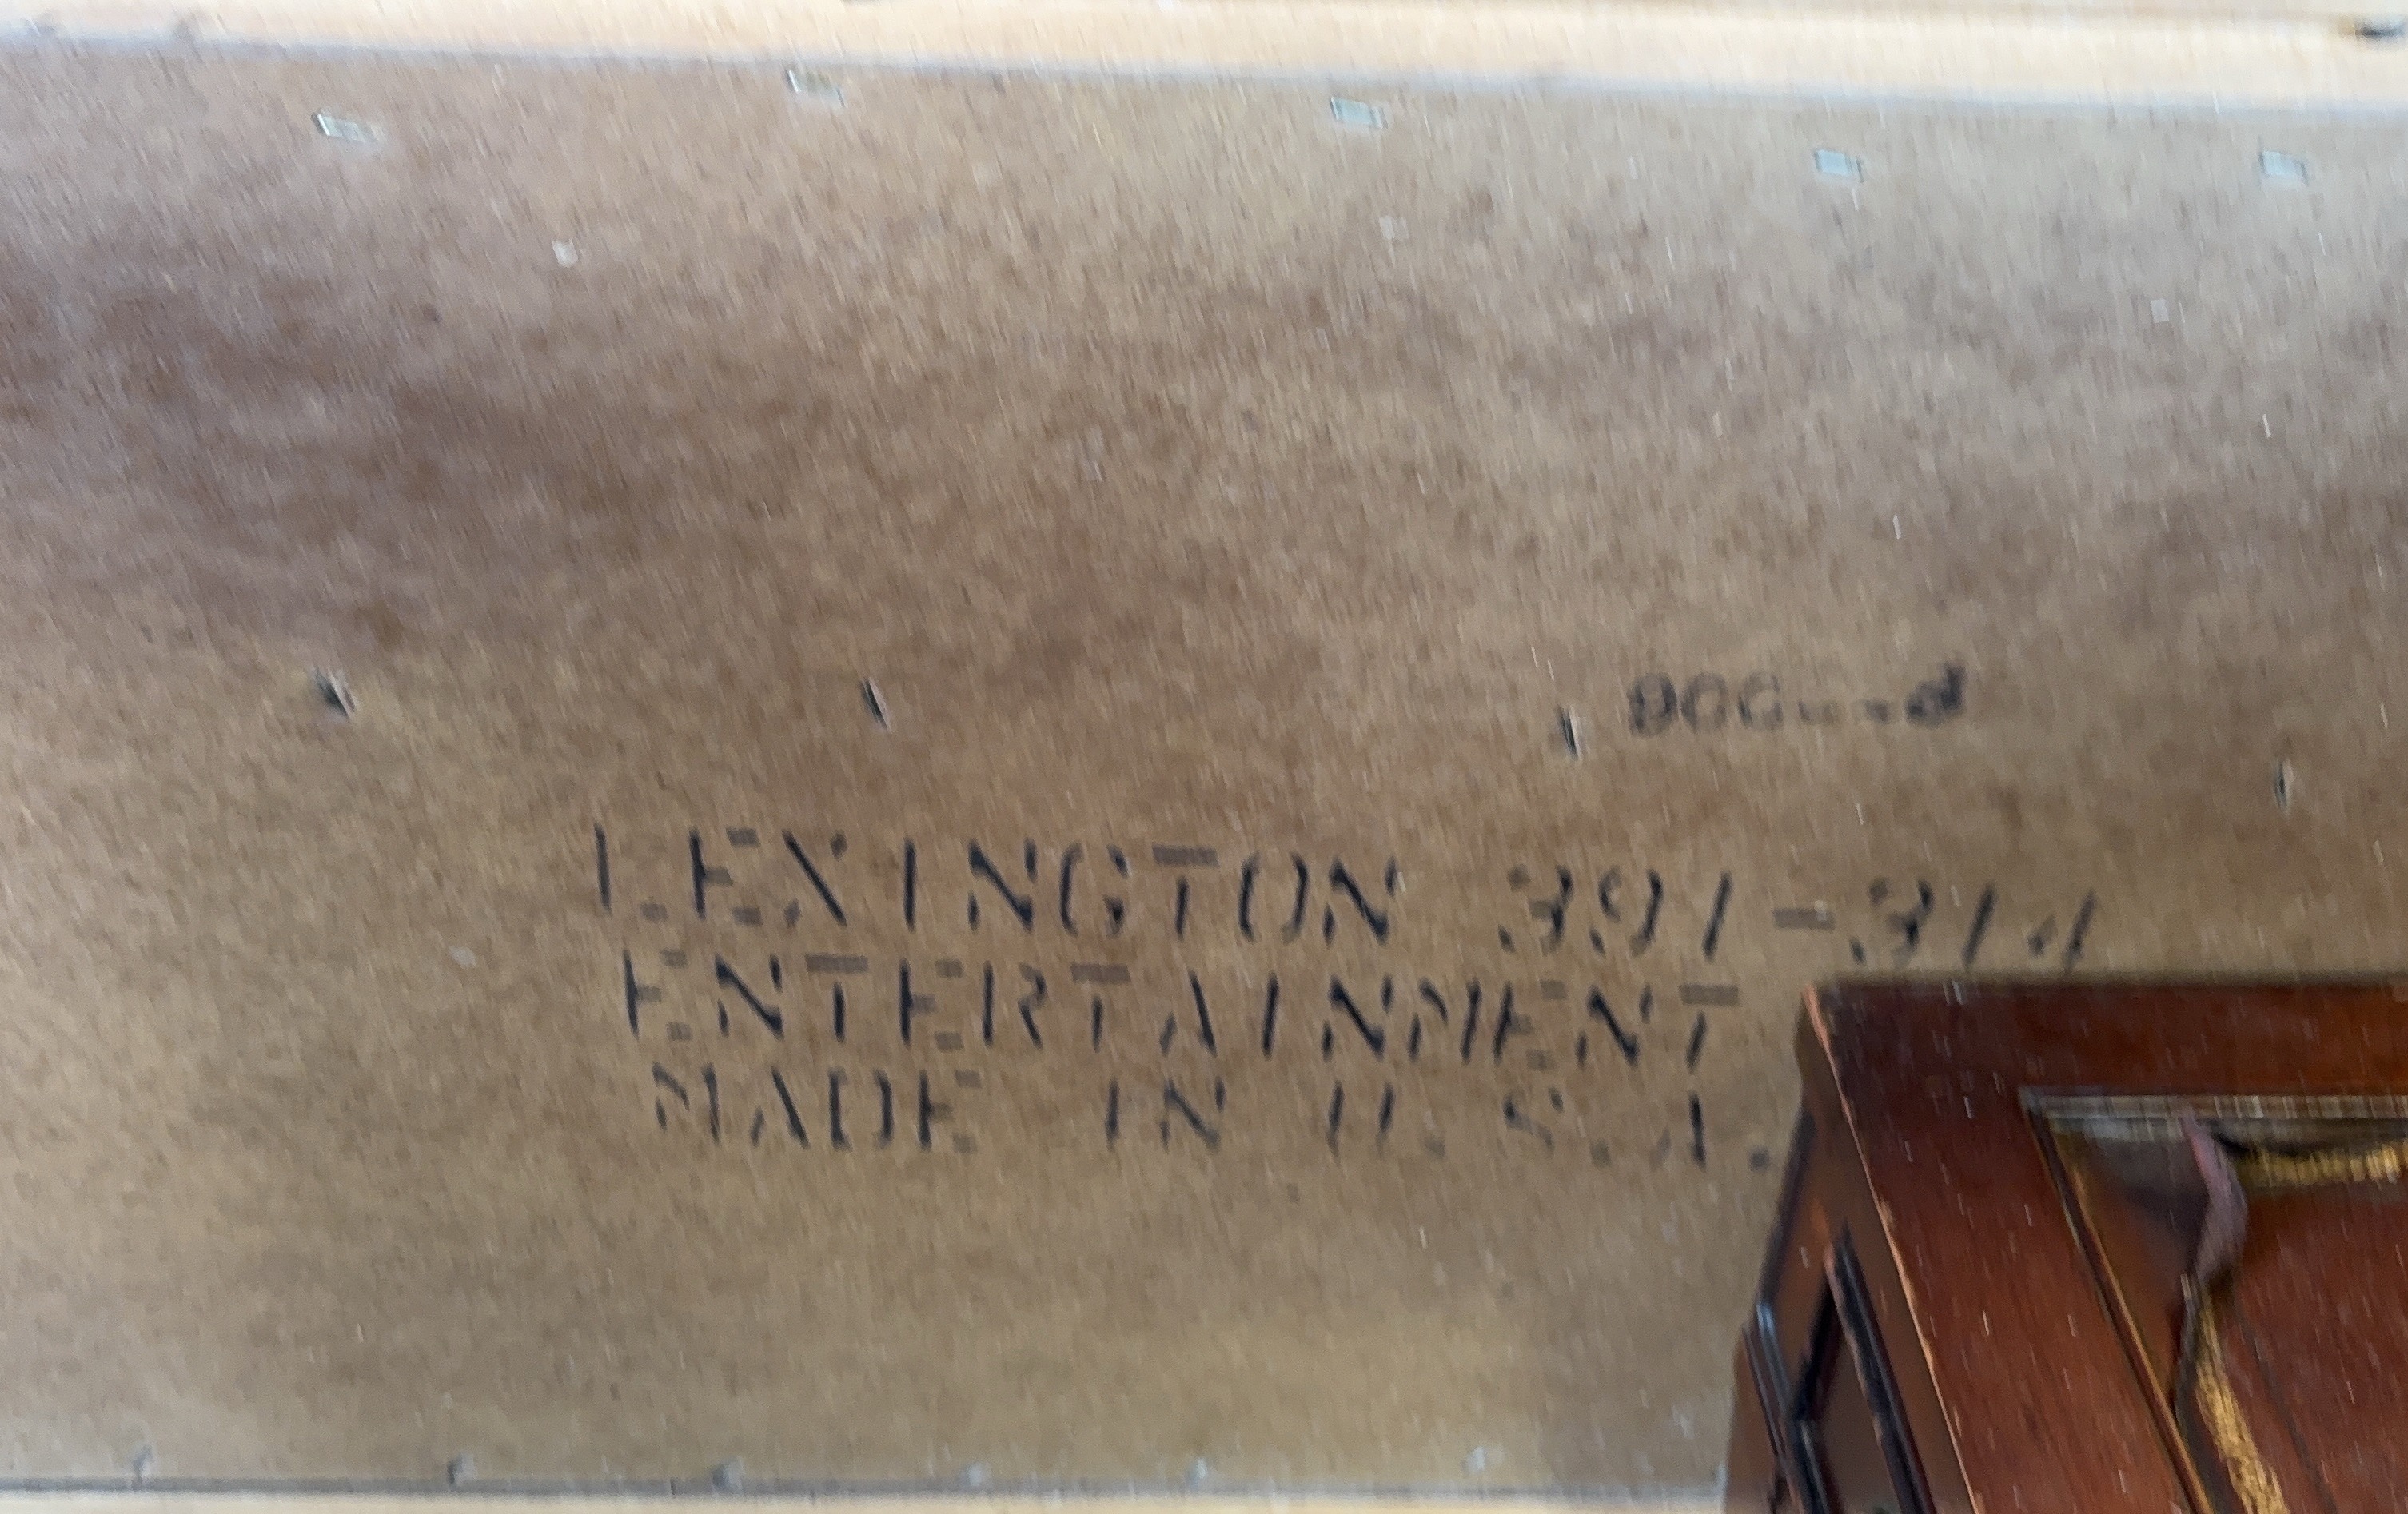 LEXINGTON 391-314
ENTERTAINMENT
MADE IN U.S.A.